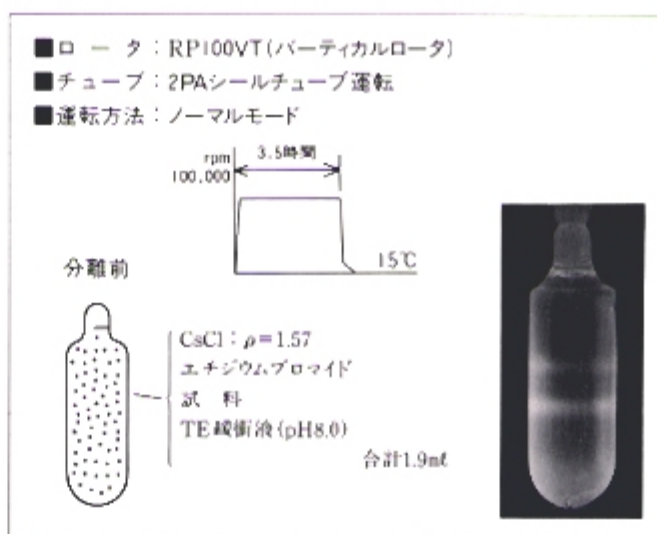 ■ロータ：RP100VT(バーティカルロータ)
■チューブ：2PAシールチューブ運転
■運転方法：ノーマルモード
rpm
100,000
3.5時間
15℃
分離前
CsCl：ρ=1.57
エチジウムブロマイド
試料
TE緩衝液(pH8.0)
合計1.9mℓ